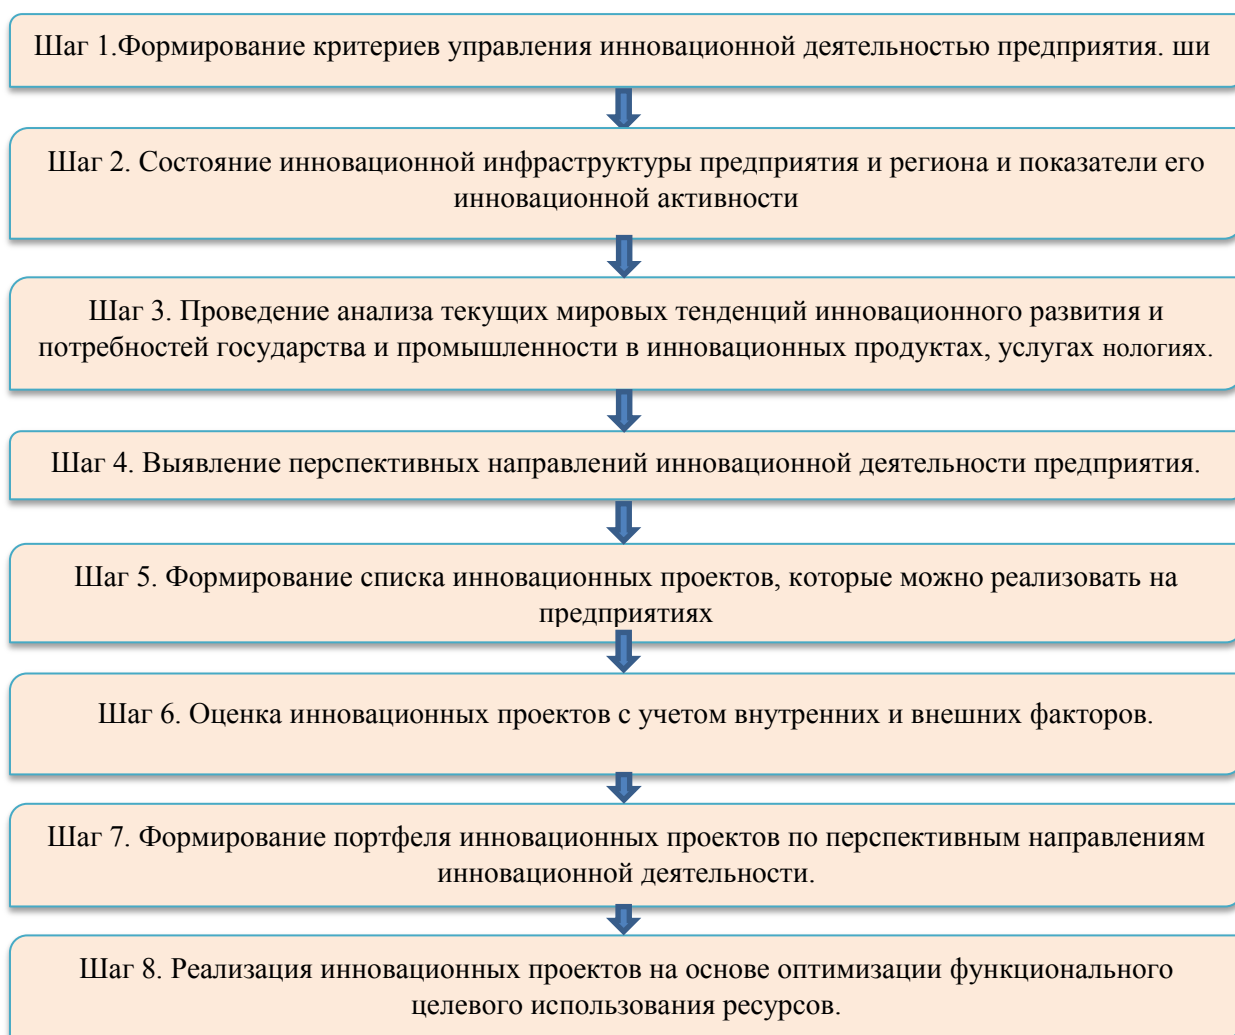 Шаг 1.Формирование критериев управления инновационной деятельностью предприятия. ши
Шаг 2. Состояние инновационной инфраструктуры предприятия и региона и показатели его
инновационной активности
Шаг 3. Проведение анализа текущих мировых тенденций инновационного развития и
потребностей государства и промышленности в инновационных продуктах, услугах нологиях.
Шаг 4. Выявление перспективных направлений инновационной деятельности предприятия.
Шаг 5. Формирование списка инновационных проектов, которые можно реализовать на
предприятиях
Шаг 6. Оценка инновационных проектов с учетом внутренних и внешних факторов.
Шаг 7. Формирование портфеля инновационных проектов по перспективным направлениям
инновационной деятельности.
Шаг 8. Реализация инновационных проектов на основе оптимизации функционального
целевого использования ресурсов.